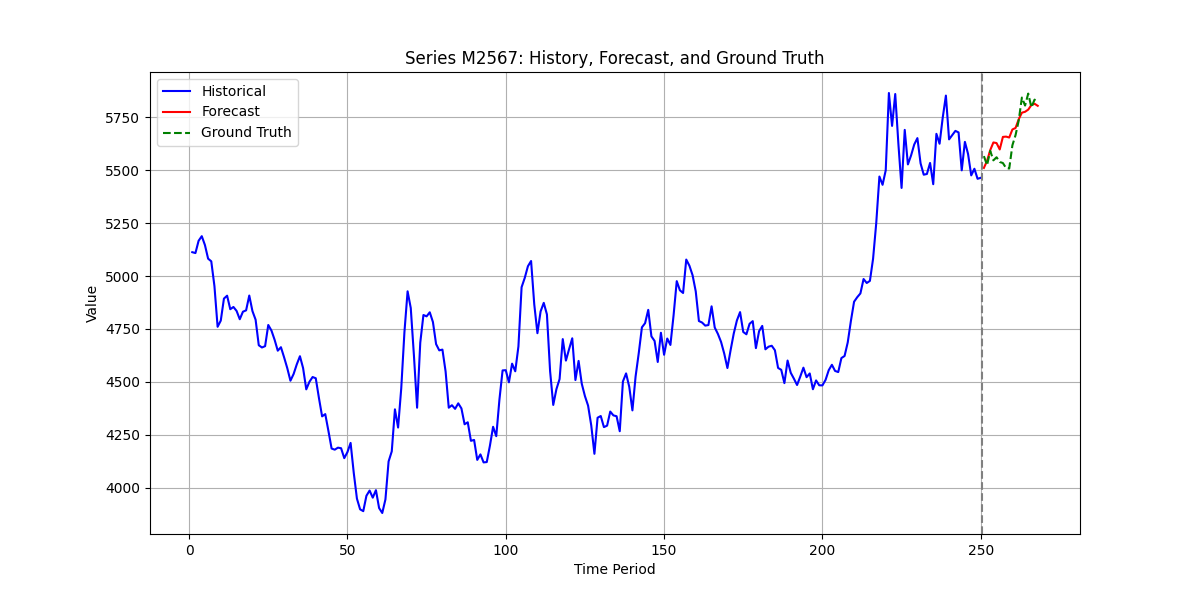 Series M2567: History, Forecast, and Ground Truth
Historical
Forecast
Ground Truth
5750
5500
5250
5000
4750
4500
4250
4000
Value
0 50 100 150 200 250
Time Period